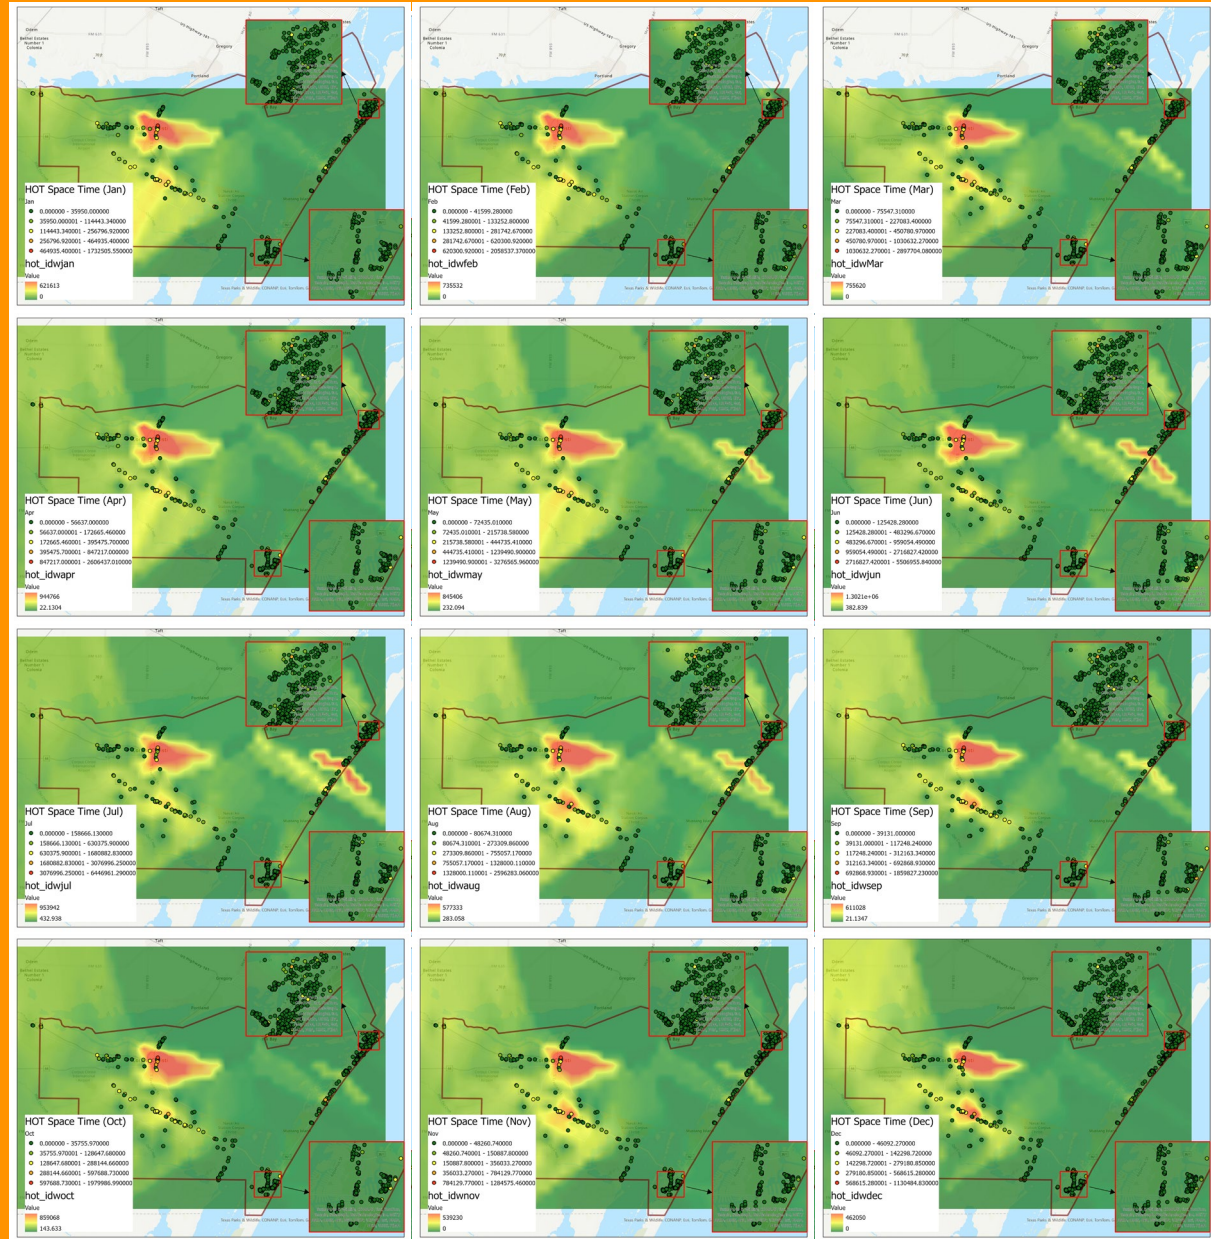 HOT Space Time (Jan)
Jan
0.000000 - 35950.000000
35950.000001 - 114443.340000
114443.340001 - 256796.920000
256796.920001 - 464935.400000
464935.400001 - 1732505.550000
hot_idwjan
Value
621613
0
HOT Space Time (Feb)
Feb
0.000000 - 41599.280000
41599.280001 - 133252.800000
133252.800001 - 281742.670000
281742.670001 - 620300.920000
620300.920001 - 2058537.370000
hot_idwfeb
Value
735532
0
HOT Space Time (Mar)
Mar
0.000000 - 75547.310000
75547.310001 - 227083.400000
227083.400001 - 450780.970000
450780.970001 - 1030632.270000
1030632.270001 - 2897704.080000
hot_idwMar
Value
755620
0
HOT Space Time (Apr)
Apr
0.000000 - 56637.000000
56637.000001 - 172665.460000
172665.460001 - 395475.700000
395475.700001 - 847217.000000
847217.000001 - 2606437.010000
hot_idwapr
Value
944766
22.1304
HOT Space Time (May)
May
0.000000 - 72435.010000
72435.010001 - 215738.580000
215738.580001 - 444735.410000
444735.410001 - 1239490.900000
1239490.900001 - 3276565.960000
hot_idwmay
Value
845406
232.094
HOT Space Time (Jun)
Jun
0.000000 - 125428.280000
125428.280001 - 483296.670000
483296.670001 - 959054.490000
959054.490001 - 2716827.420000
2716827.420001 - 5506955.840000
hot_idwjun
Value
1.3021e+06
382.839
HOT Space Time (Jul)
Jul
0.000000 - 158666.130000
158666.130001 - 630375.900000
630375.900001 - 1680882.830000
1680882.830001 - 3076996.250000
3076996.250001 - 6446961.290000
hot_idwjul
Value
953942
432.938
HOT Space Time (Aug)
Aug
0.000000 - 80674.310000
80674.310001 - 273309.860000
273309.860001 - 755057.170000
755057.170001 - 1328000.110000
1328000.110001 - 2596283.060000
hot_idwaug
Value
577333
283.058
HOT Space Time (Sep)
Sep
0.000000 - 39131.000000
39131.000001 - 117248.240000
117248.240001 - 312163.340000
312163.340001 - 692868.930000
692868.930001 - 1859827.230000
hot_idwsep
Value
611028
21.1347
HOT Space Time (Oct)
Oct
0.000000 - 35755.970000
35755.970001 - 128647.680000
128647.680001 - 288144.660000
288144.660001 - 597688.730000
597688.730001 - 1979986.990000
hot_idwoct
Value
859068
143.633
HOT Space Time (Nov)
Nov
0.000000 - 48260.740000
48260.740001 - 150887.800000
150887.800001 - 356033.270000
356033.270001 - 784129.770000
784129.770001 - 1284575.460000
hot_idwnov
Value
539230
0
HOT Space Time (Dec)
Dec
0.000000 - 46092.270000
46092.270001 - 142298.720000
142298.720001 - 279180.850000
279180.850001 - 568615.280000
568615.280001 - 1130484.830000
hot_idwdec
Value
462050
0